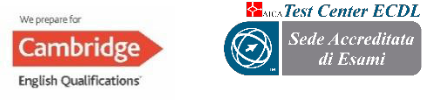 We prepare for
Cambridge
English Qualifications
AICA Test Center ECDL
Sede Accreditata
di Esami